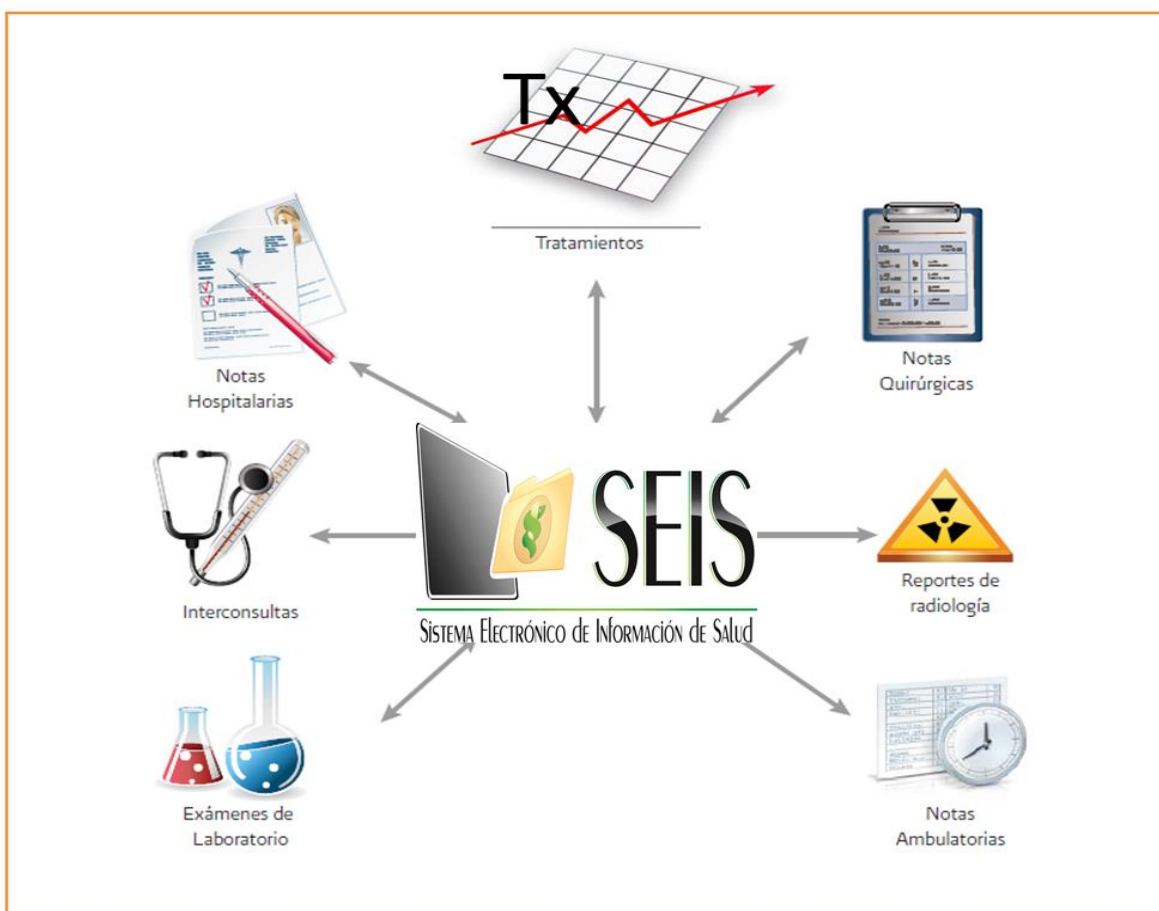 Tx
Tratamientos
Notas
Hospitalarias
Notas
Quirúrgicas
SEIS
Sistema Electrónico de Información de Salud
Interconsultas
Reportes de
radiología
Exámenes de
Laboratorio
Notas
Ambulatorias